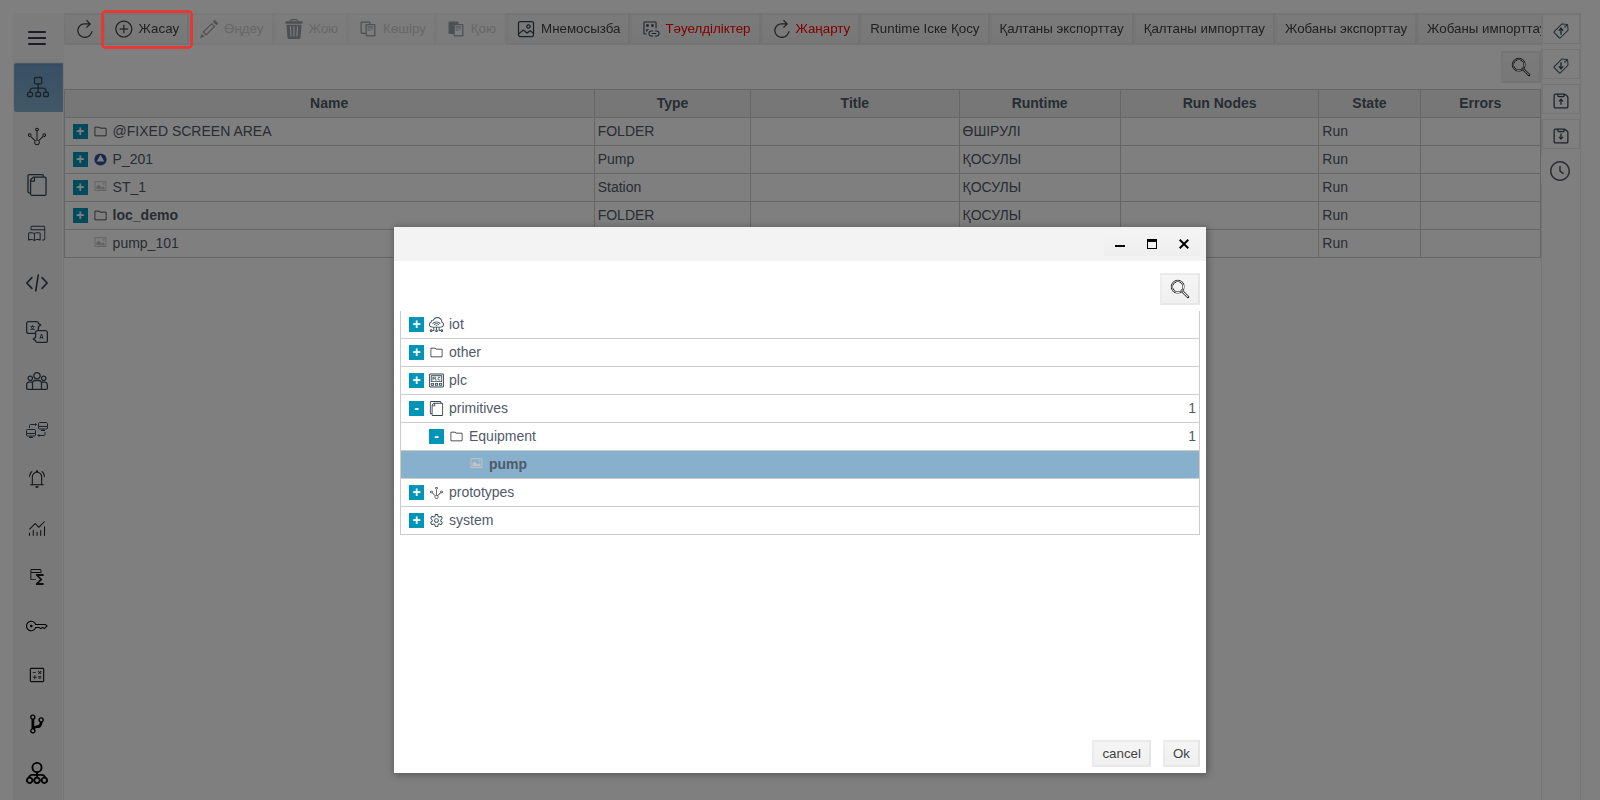 Жасау Өңдеу Жою Көшіру Қою Мнемосызба Тәуелділіктер Жаңарту Runtime Іске Қосу Қалтаны экспорттау Қалтаны импорттау Жобаны экспорттау Жобаны импортта
Name Type Title Runtime Run Nodes State Errors
@FIXED SCREEN AREA FOLDER ӨШІРУЛІ Run
P_201 Pump ҚОСУЛЫ Run
ST_1 Station ҚОСУЛЫ Run
loc_demo FOLDER ҚОСУЛЫ Run
pump_101 Run
iot
other
plc
primitives 1
Equipment 1
pump
prototypes
system
cancel Ok